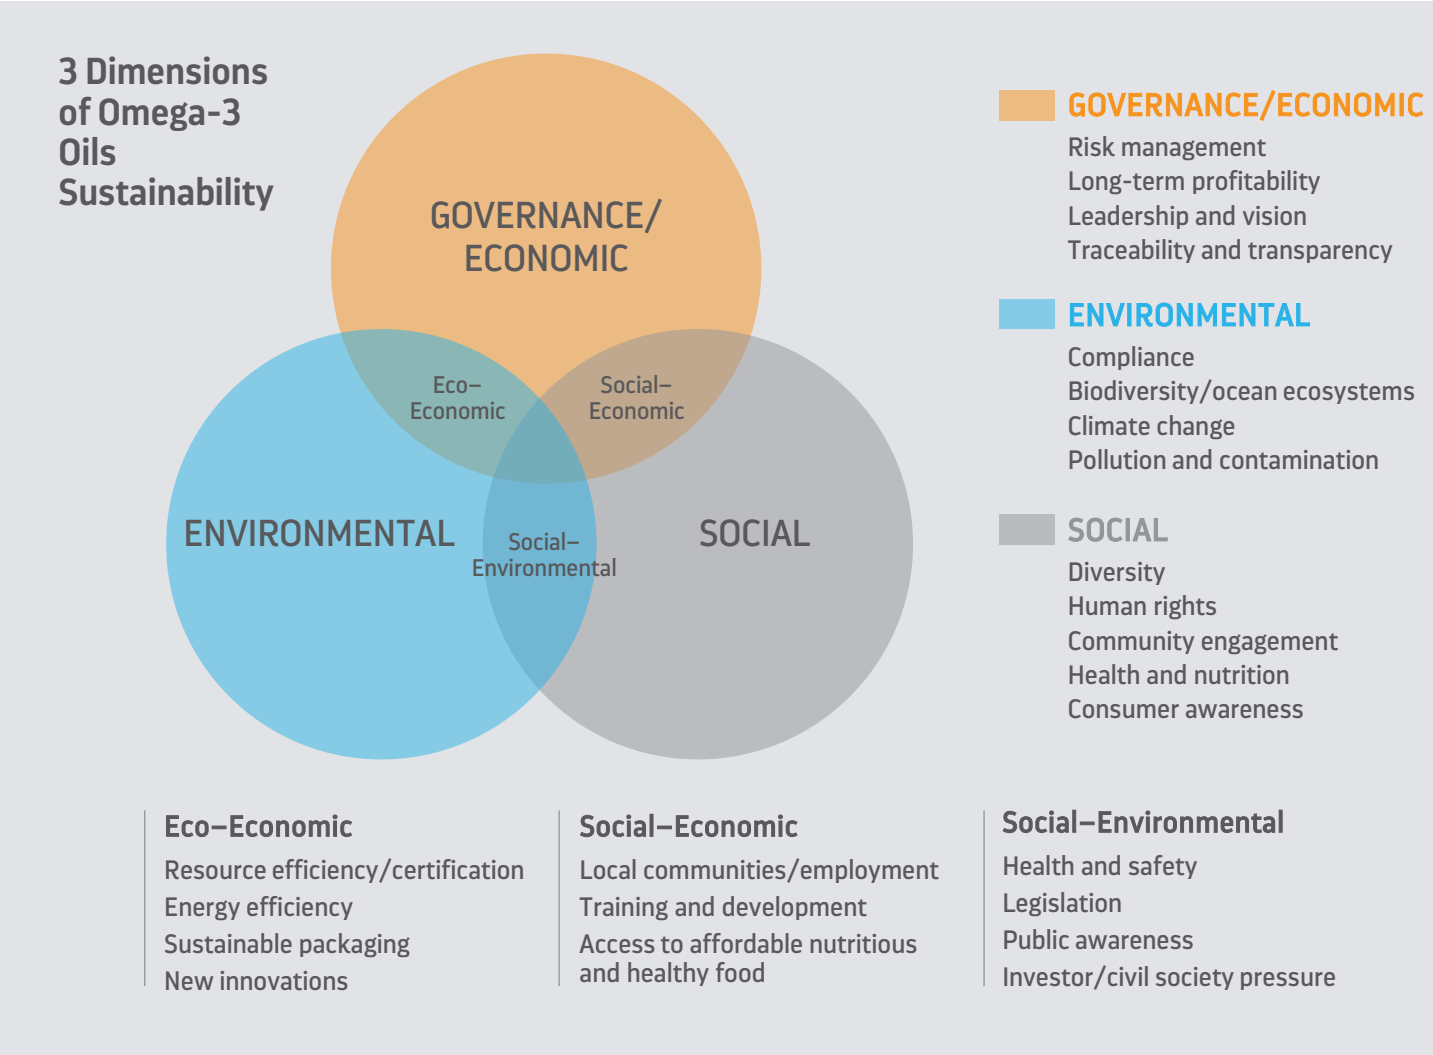 3 Dimensions
of Omega-3
Oils
Sustainability
GOVERNANCE/
ECONOMIC
Eco–
Economic
Social–
Economic
ENVIRONMENTAL
Social–
Environmental
SOCIAL
GOVERNANCE/ECONOMIC
Risk management
Long-term profitability
Leadership and vision
Traceability and transparency
ENVIRONMENTAL
Compliance
Biodiversity/ocean ecosystems
Climate change
Pollution and contamination
SOCIAL
Diversity
Human rights
Community engagement
Health and nutrition
Consumer awareness
Eco–Economic
Resource efficiency/certification
Energy efficiency
Sustainable packaging
New innovations
Social–Economic
Local communities/employment
Training and development
Access to affordable nutritious
and healthy food
Social–Environmental
Health and safety
Legislation
Public awareness
Investor/civil society pressure